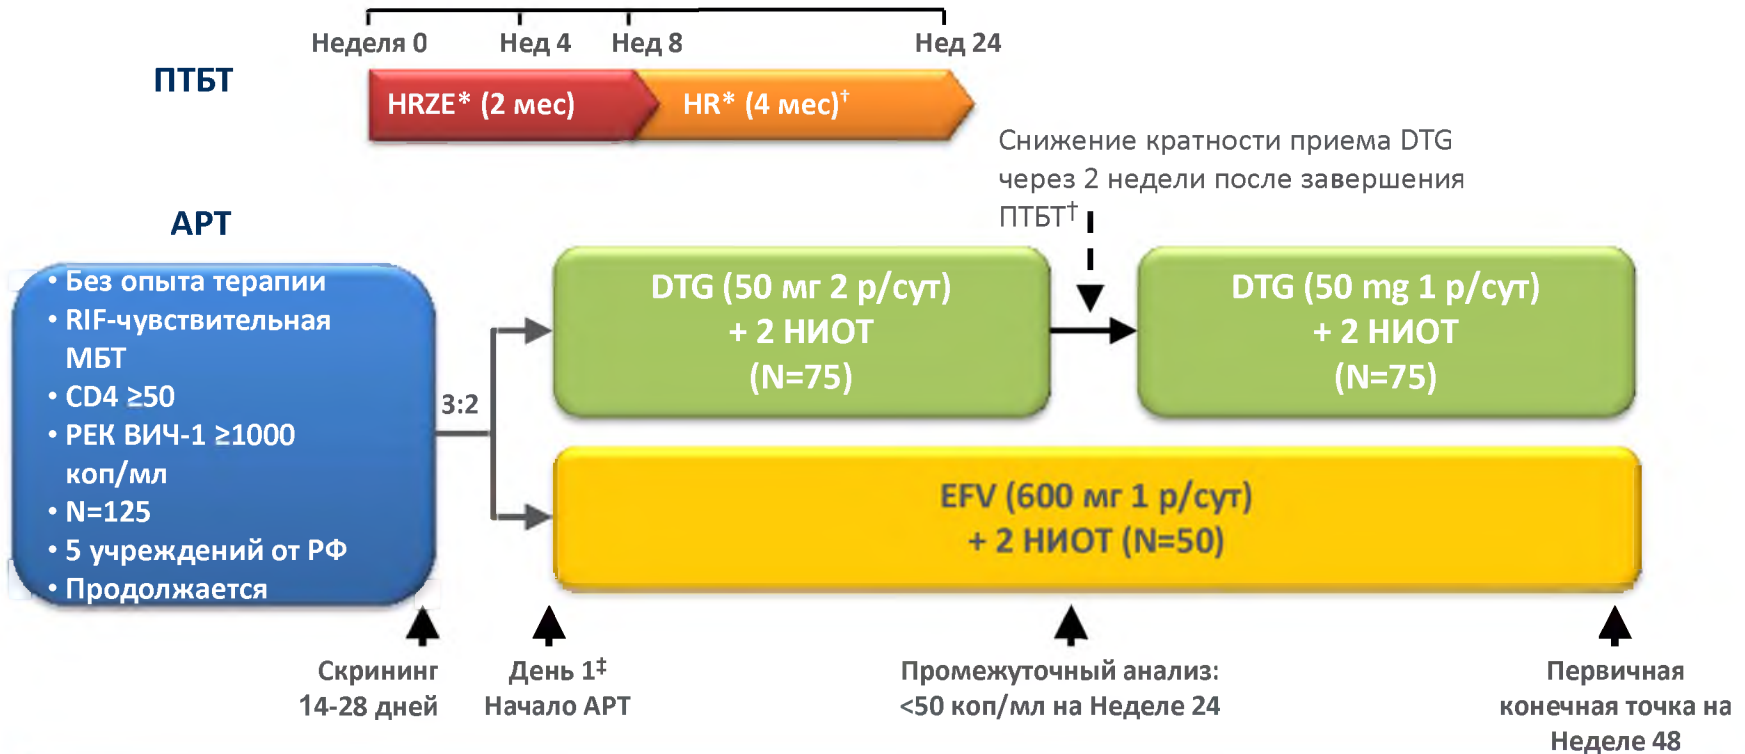 Неделя 0 Нед 4 Нед 8 Нед 24
ПТБТ
HRZE* (2 мес) HR* (4 мес)†
Снижение кратности приема DTG
через 2 недели после завершения
ПТБТ†
АРТ
• Без опыта терапии
• RIF-чувствительная
МБТ
• CD4 ≥50
• РЕК ВИЧ-1 ≥1000
коп/мл
• N=125
• 5 учреждений от РФ
• Продолжается
3:2
DTG (50 мг 2 р/сут)
+ 2 НИОТ
(N=75)
DTG (50 mg 1 р/сут)
+ 2 НИОТ
(N=75)
EFV (600 мг 1 р/сут)
+ 2 НИОТ (N=50)
Скрининг
14-28 дней
День 1‡
Начало АРТ
Промежуточный анализ:
<50 коп/мл на Неделе 24
Первичная
конечная точка на
Неделе 48